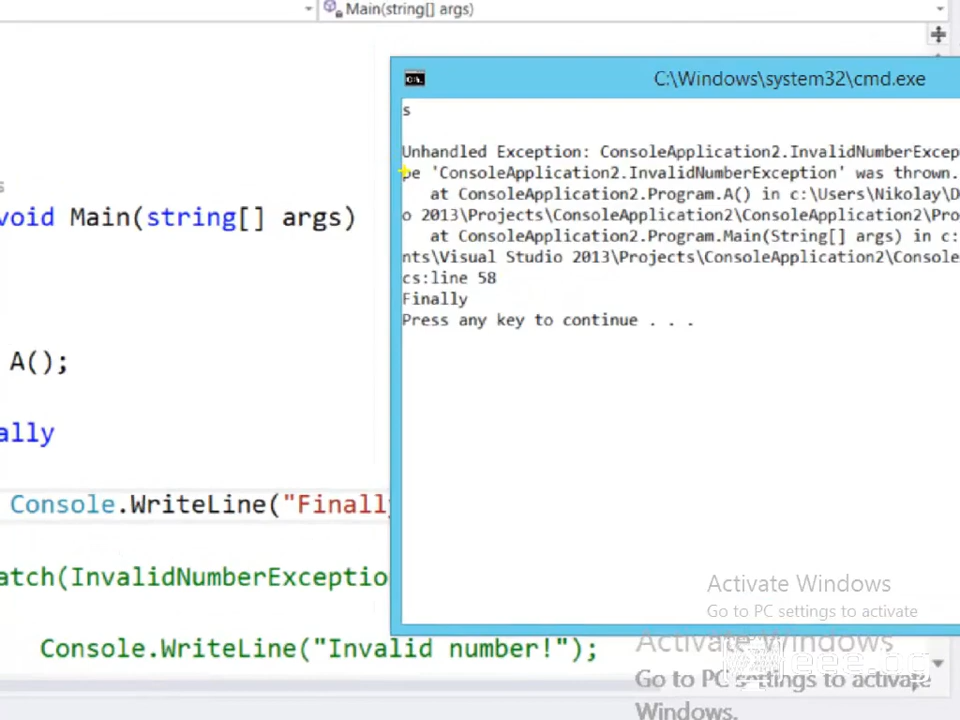 Main(string[] args)
C:\Windows\system32\cmd.exe
s
Unhandled Exception: ConsoleApplication2.InvalidNumberExcep
pe 'ConsoleApplication2.InvalidNumberException' was thrown.
at ConsoleApplication2.Program.A() in c:\Users\Nikolay\D
o 2013\Projects\ConsoleApplication2\ConsoleApplication2\Pro
at ConsoleApplication2.Program.Main(String[] args) in c:
nts\Visual Studio 2013\Projects\ConsoleApplication2\Console
cs:line 58
Finally
Press any key to continue . . .
s
void Main(string[] args)
A();
ally
Console.WriteLine("Finally
atch(InvalidNumberExceptio
Console.WriteLine("Invalid number!");
Activate Windows
Go to PC settings to activate
Activate Windows
Go to PC settings to activate
Windows.